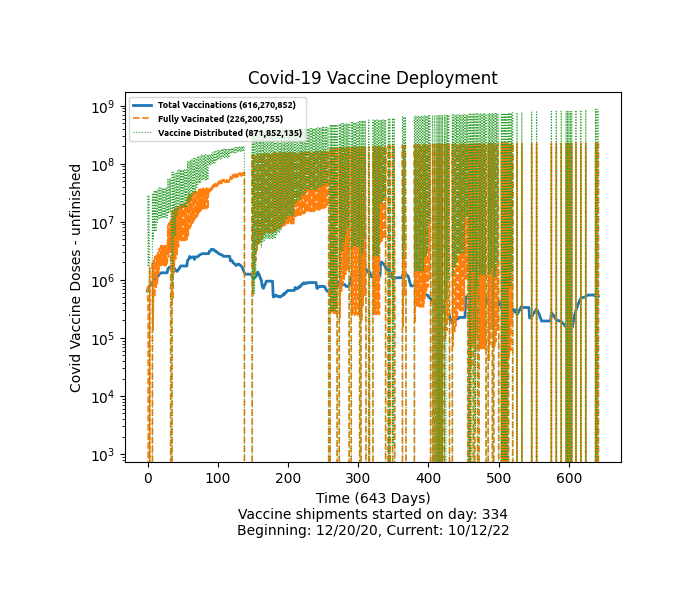 Covid-19 Vaccine Deployment
Total Vaccinations (616,270,852)
Fully Vacinated (226,200,755)
Vaccine Distributed (871,852,135)
10⁹
10⁸
10⁷
10⁶
10⁵
10⁴
10³
Covid Vaccine Doses - unfinished
0 100 200 300 400 500 600
Time (643 Days)
Vaccine shipments started on day: 334
Beginning: 12/20/20, Current: 10/12/22